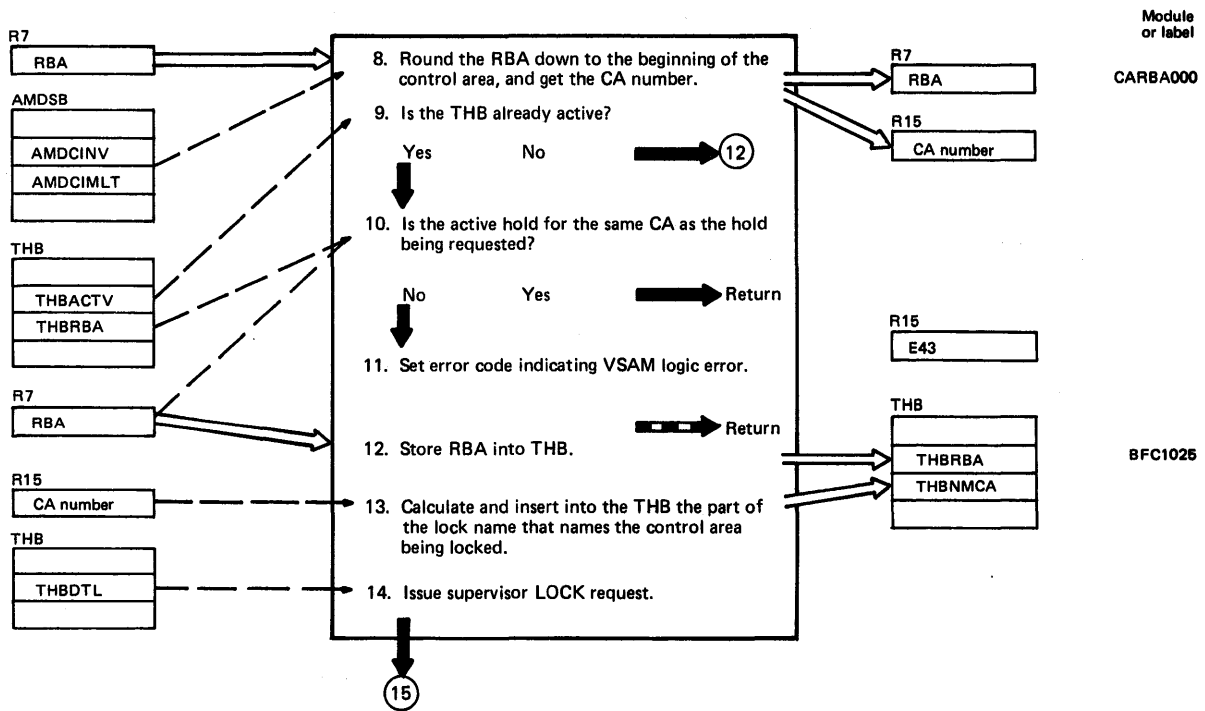 Module
or label
R7
RBA
8. Round the RBA down to the beginning of the
control area, and get the CA number.
R7
RBA
CARBA000
AMDSB
AMDCINV
AMDCIMLT
9. Is the THB already active?
Yes
No
12
R15
CA number
10. Is the active hold for the same CA as the hold
being requested?
THB
THBACTV
THBRBA
No
Yes
Return
R15
E43
11. Set error code indicating VSAM logic error.
R7
RBA
Return
THB
THBRBA
THBNMCA
12. Store RBA into THB.
BFC1025
R15
CA number
13. Calculate and insert into the THB the part of
the lock name that names the control area
being locked.
THB
THBDTL
14. Issue supervisor LOCK request.
15